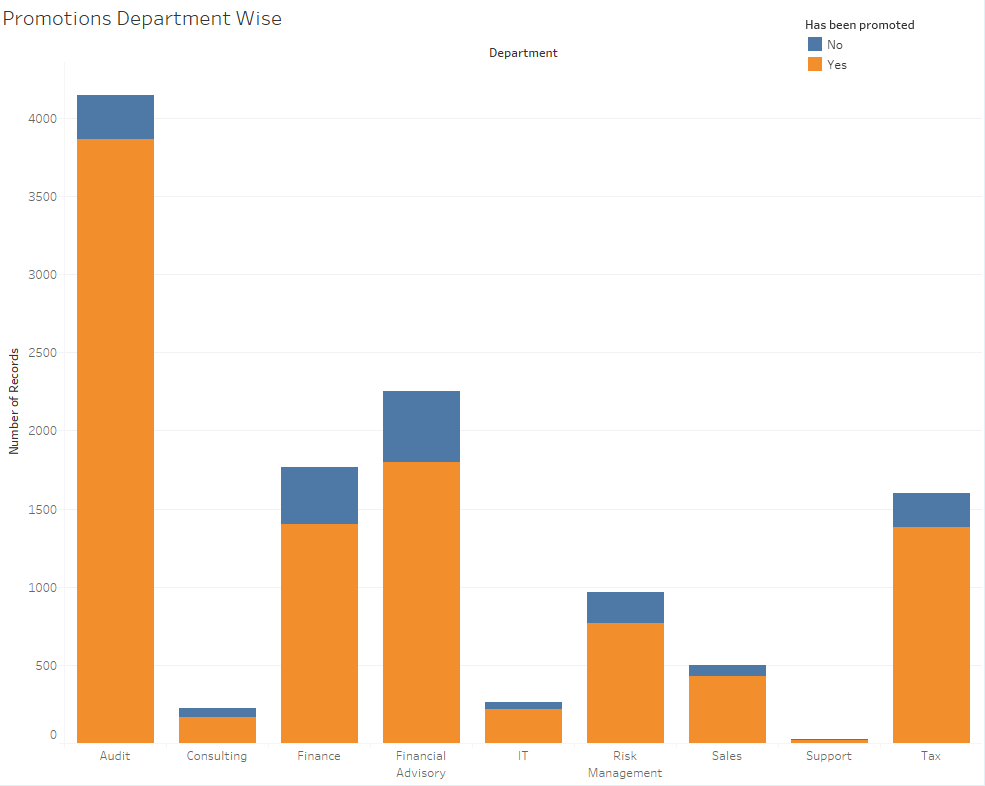 Promotions Department Wise
Has been promoted
No
Yes
Department
Number of Records
4000
3500
3000
2500
2000
1500
1000
500
0
Audit
Consulting
Finance
Financial
Advisory
IT
Risk
Management
Sales
Support
Tax